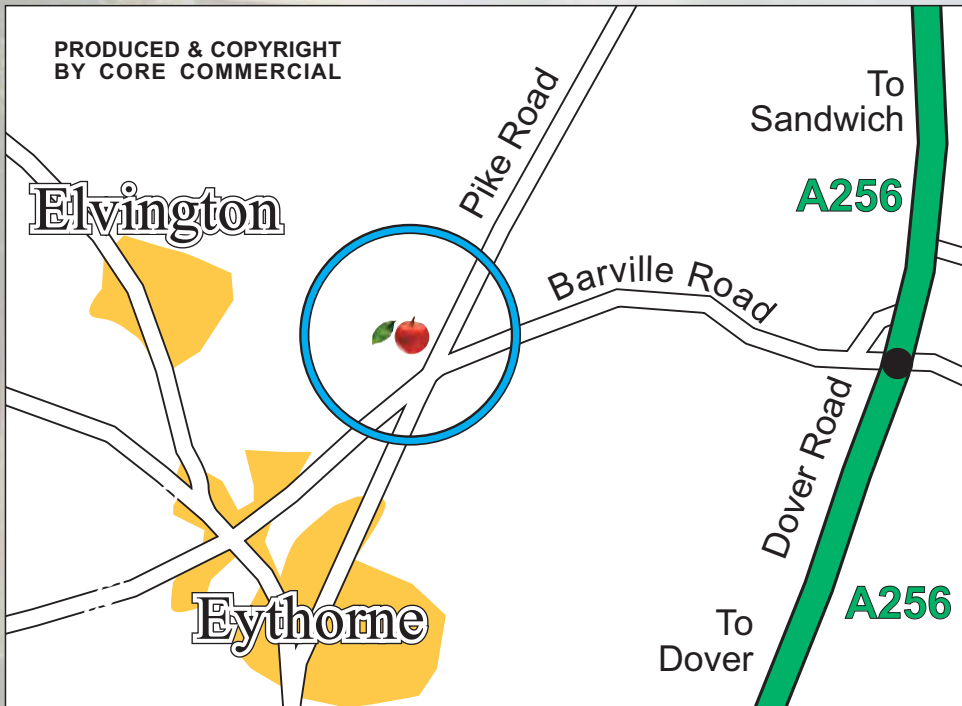 PRODUCED & COPYRIGHT
BY CORE COMMERCIAL
To
Sandwich
Pike Road
A256
Elvington
Barville Road
Dover Road
A256
Eythorne
To
Dover